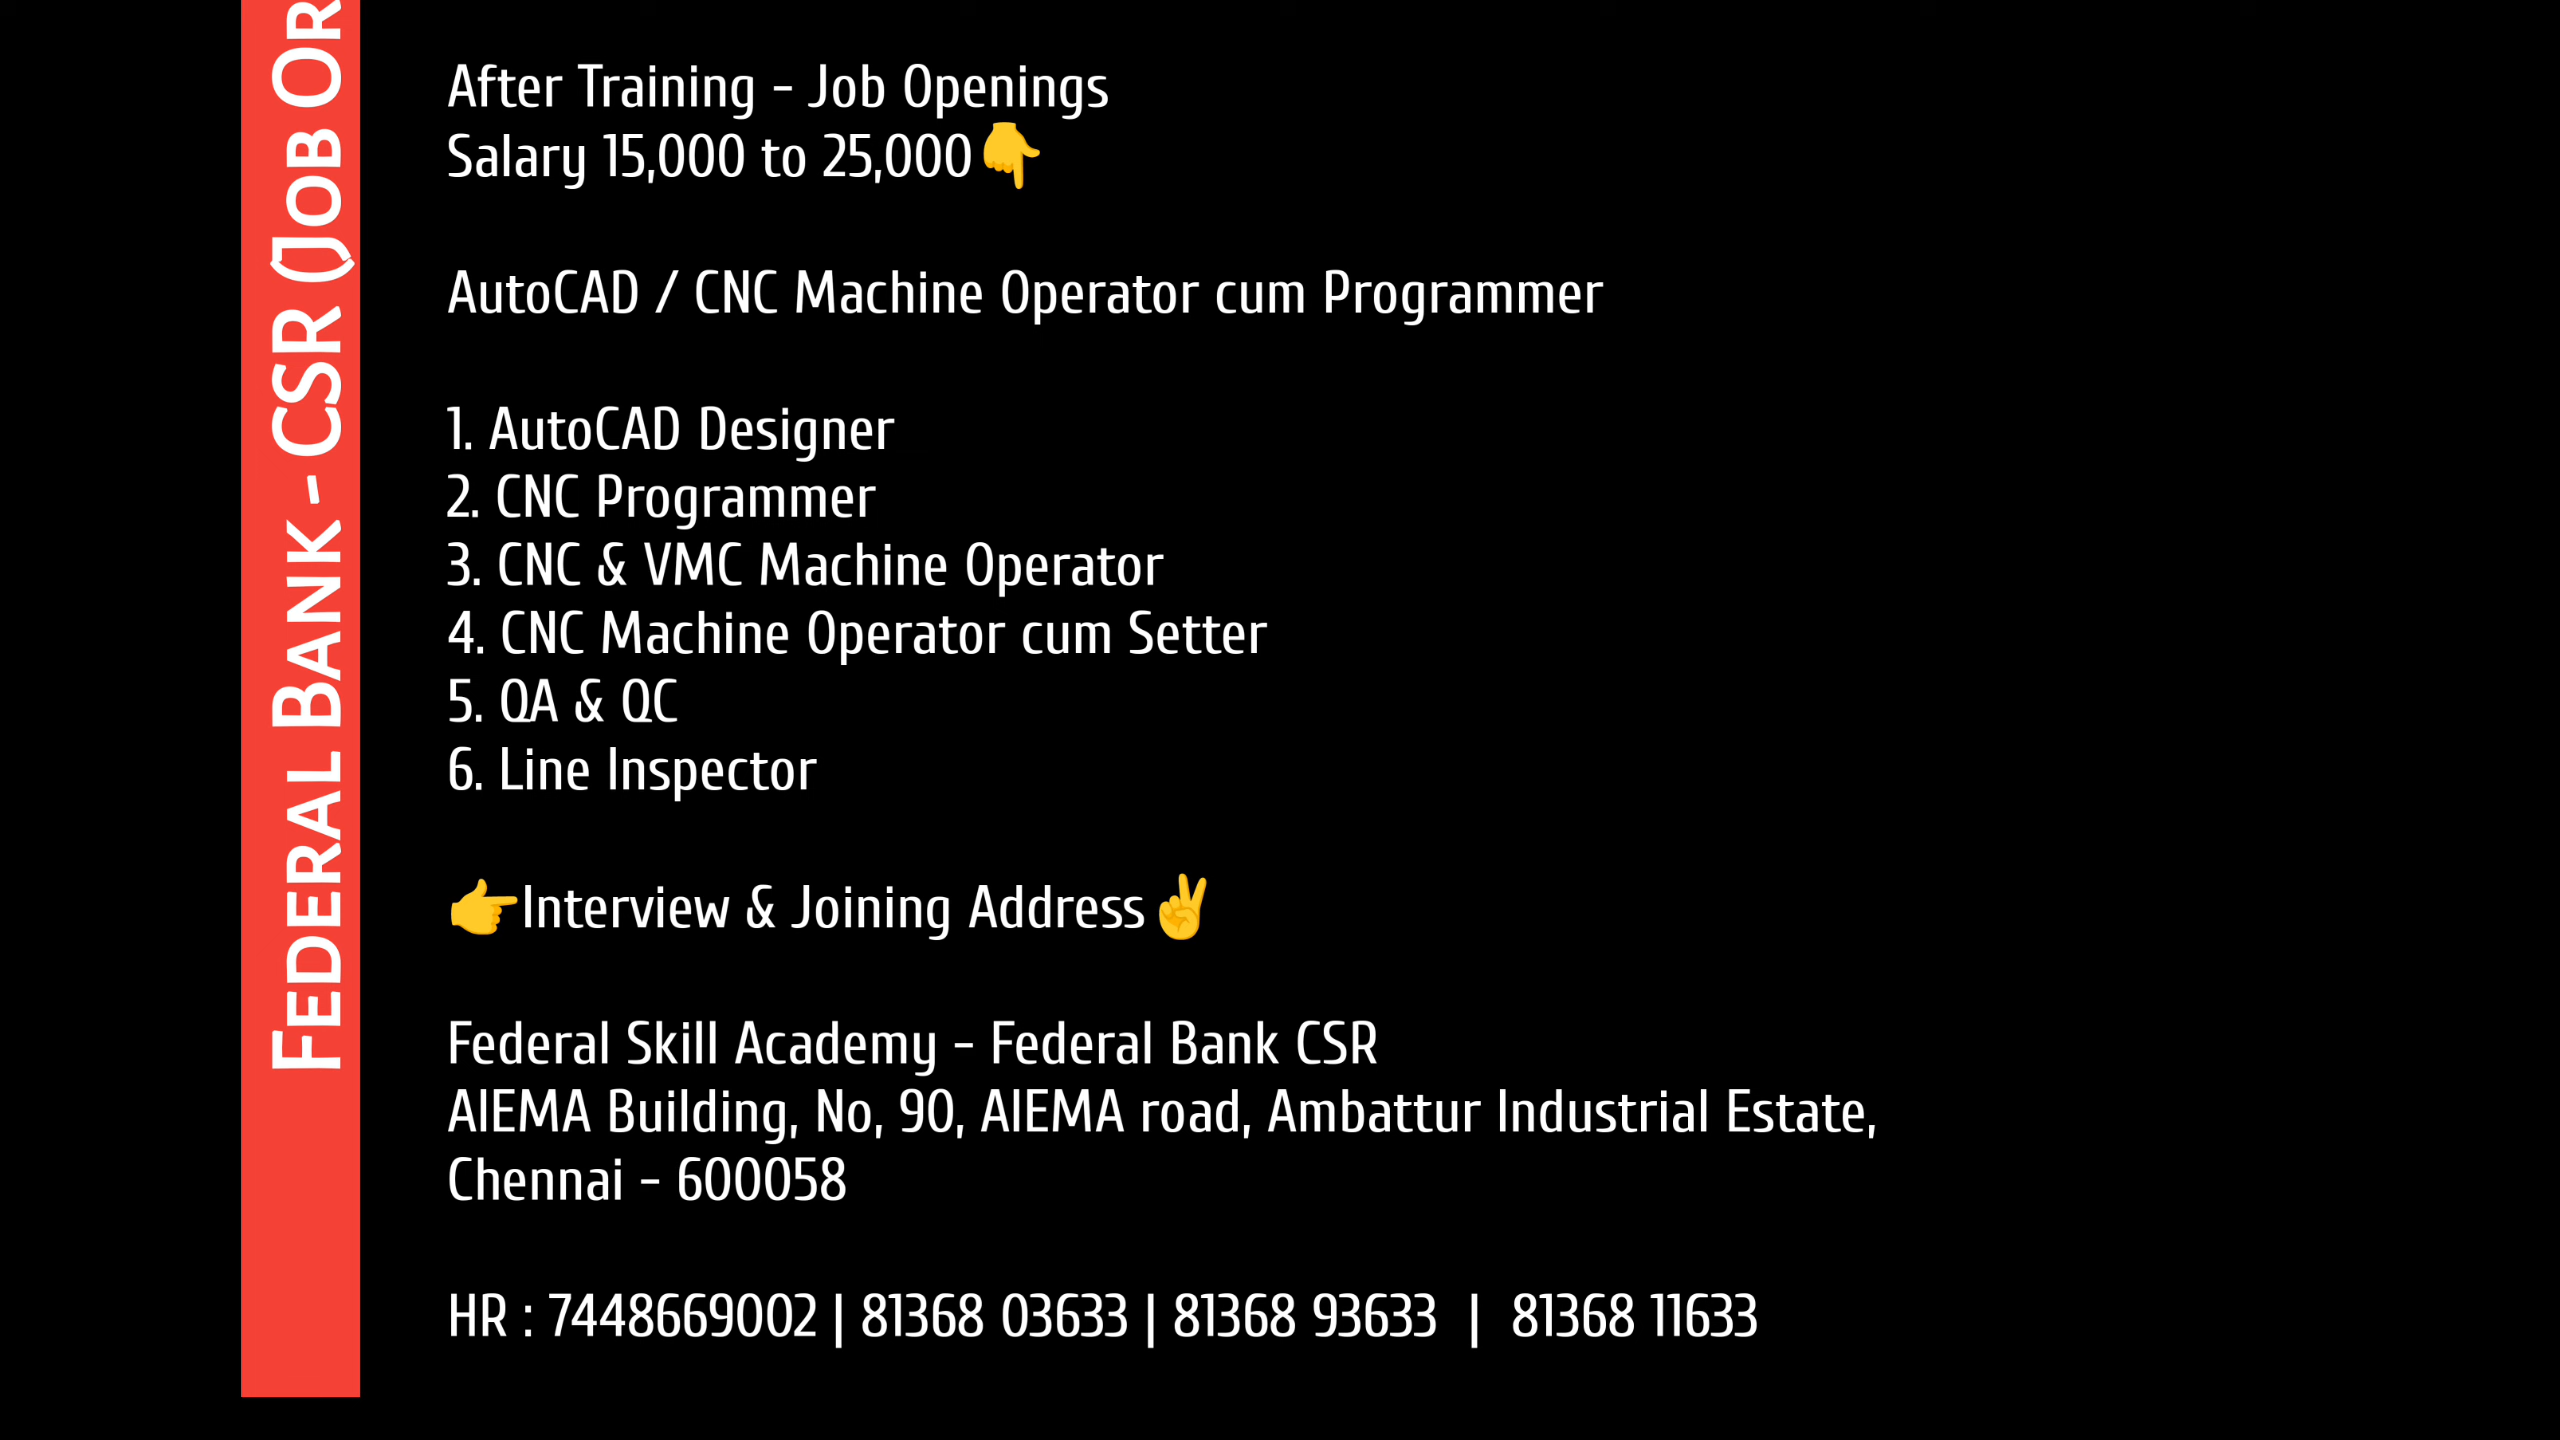 FEDERAL BANK - CSR (JOB OR
After Training - Job Openings
Salary 15,000 to 25,000👇
AutoCAD / CNC Machine Operator cum Programmer
1. AutoCAD Designer
2. CNC Programmer
3. CNC & VMC Machine Operator
4. CNC Machine Operator cum Setter
5. QA & QC
6. Line Inspector
👉Interview & Joining Address✌
Federal Skill Academy - Federal Bank CSR
AIEMA Building, No, 90, AIEMA road, Ambattur Industrial Estate,
Chennai - 600058
HR : 7448669002 | 81368 03633 | 81368 93633 | 81368 11633